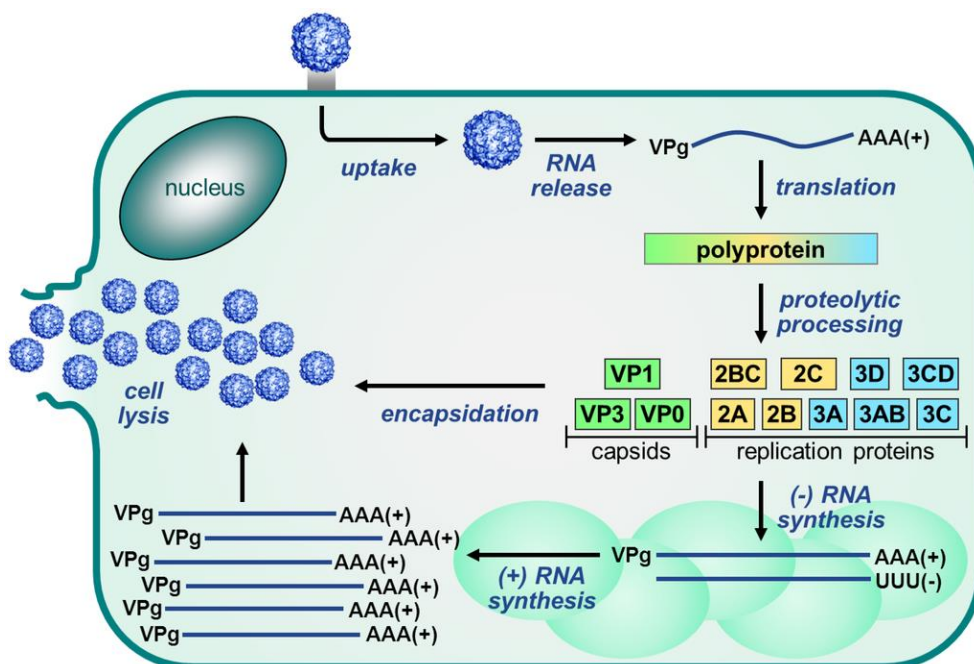 uptake
RNA
release
VPg
AAA(+)
nucleus
translation
polyprotein
proteolytic
processing
VP1
VP3 VP0
capsids
2BC 2C 3D 3CD
2A 2B 3A 3AB 3C
replication proteins
encapsidation
cell
lysis
(-) RNA
synthesis
VPg AAA(+)
UUU(-)
(+) RNA
synthesis
VPg AAA(+)
VPg AAA(+)
VPg AAA(+)
VPg AAA(+)
VPg AAA(+)
VPg AAA(+)